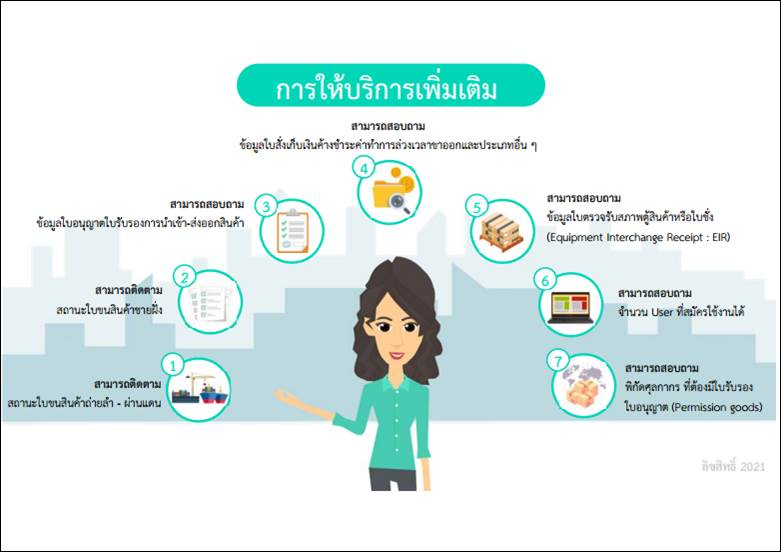 การให้บริการเพิ่มเติม
1
สามารถติดตาม
สถานะใบขนสินค้าถ่ายลำ - ผ่านแดน
2
สามารถติดตาม
สถานะใบขนสินค้าชายฝั่ง
3
สามารถสอบถาม
ข้อมูลใบอนุญาตใบรับรองการนำเข้า-ส่งออกสินค้า
4
สามารถสอบถาม
ข้อมูลใบสั่งเก็บเงินค้างชำระค่าทำการล่วงเวลาขาออกและประเภทอื่น ๆ
5
สามารถสอบถาม
ข้อมูลใบตรวจรับสภาพตู้สินค้าหรือใบชั่ง
(Equipment Interchange Receipt : EIR)
6
สามารถสอบถาม
จำนวน User ที่สมัครใช้งานได้
7
สามารถสอบถาม
พิกัดศุลกากร ที่ต้องมีใบรับรอง
ใบอนุญาต (Permission goods)
ลิขสิทธิ์ 2021